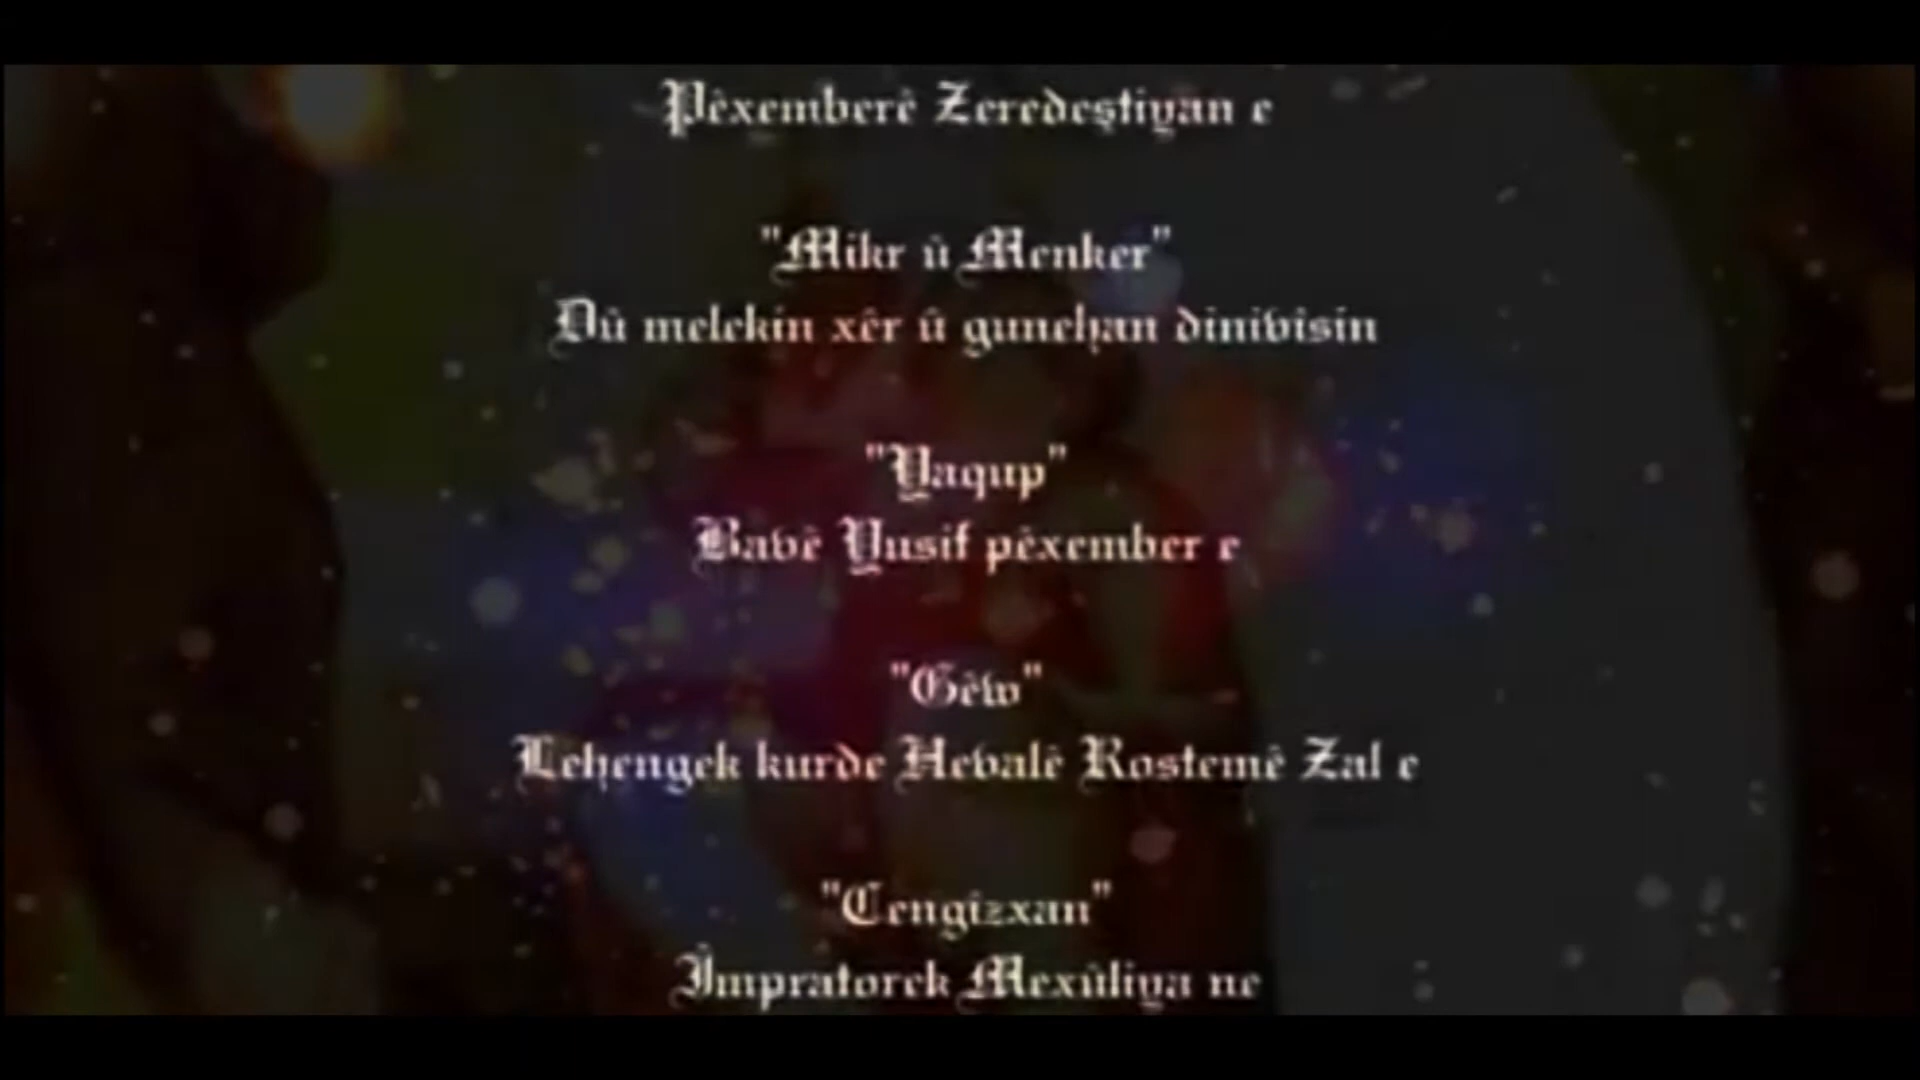 Pêxemberê Zeredeştiyan e
"Mikr û Menker"
Dû melekin xêr û gunehan dinivîsin
"Yaqup"
Bavê Yusif pêxember e
"Gêw"
Lehengek kurde Hevalê Rostemê Zal e
"Cengizxan"
Împratorek Mexûliya ne